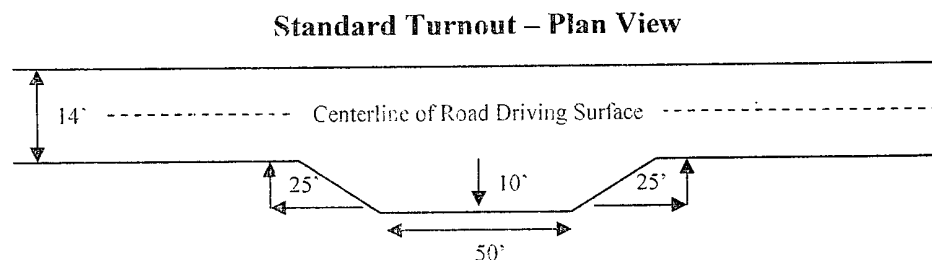 Standard Turnout – Plan View
14`
Centerline of Road Driving Surface
25` 10` 25'
50'